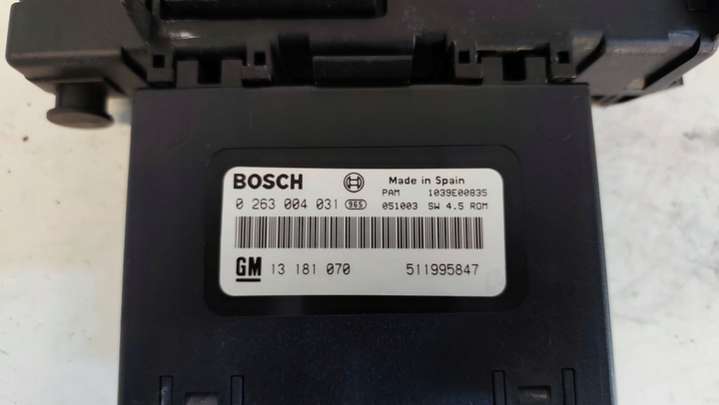 BOSCH Made in Spain
PAM 1039E00835
0 263 004 031 965 051003 SW 4.5 ROM
GM 13 181 070 511995847